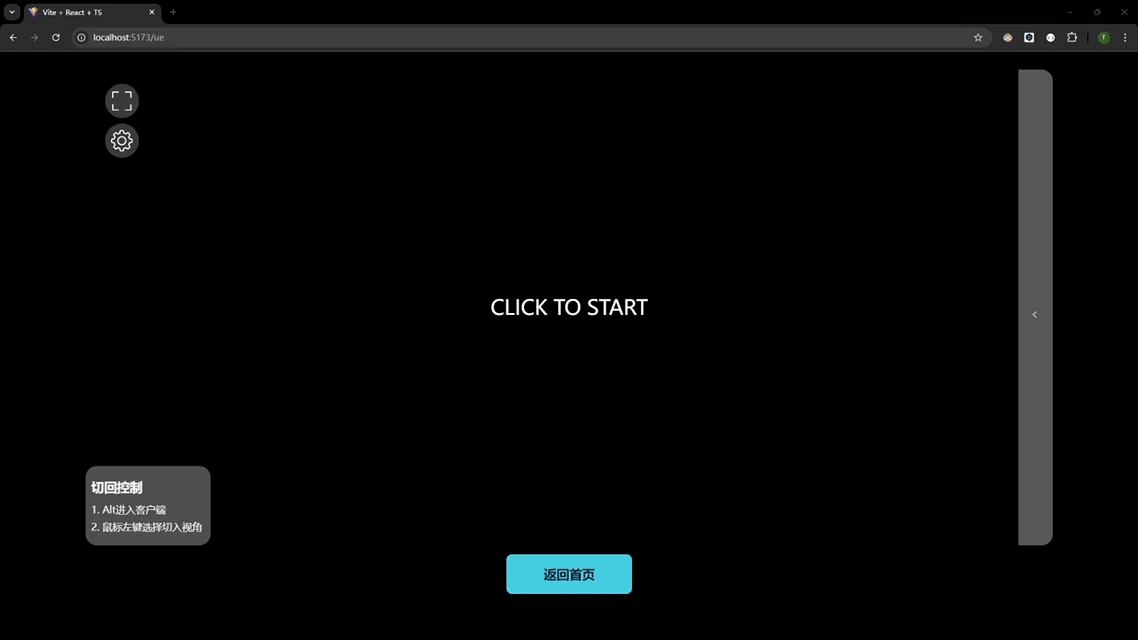 Vite + React + TS
localhost:5173/ue
T
CLICK TO START
切回控制
1. Alt进入客户端
2. 鼠标左键选择切入视角
返回首页